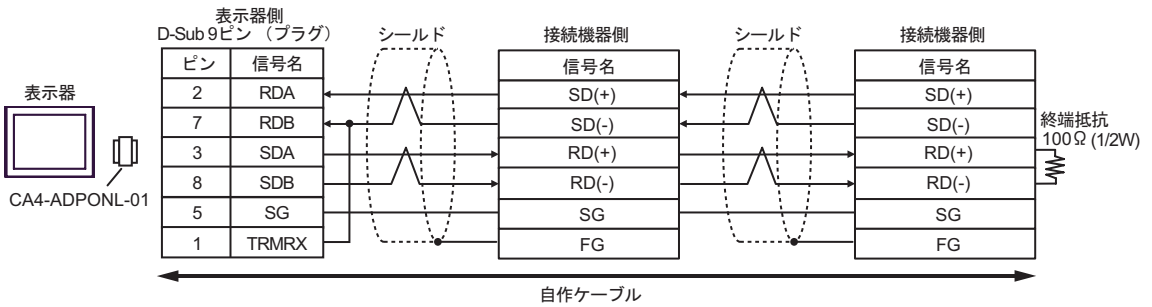 表示器側
D-Sub 9ピン （プラグ）
シールド
接続機器側
シールド
接続機器側
ピン 信号名 信号名 信号名
表示器
2 RDA SD(+) SD(+)
7 RDB SD(-) SD(-)
終端抵抗
100Ω (1/2W)
3 SDA RD(+) RD(+)
8 SDB RD(-) RD(-)
CA4-ADPONL-01
5 SG SG SG
1 TRMRX FG FG
自作ケーブル